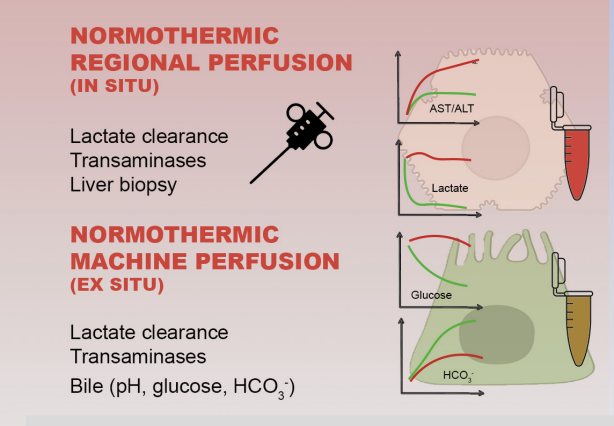 NORMOTHERMIC
REGIONAL PERFUSION
(IN SITU)
Lactate clearance
Transaminases
Liver biopsy
AST/ALT
Lactate
NORMOTHERMIC
MACHINE PERFUSION
(EX SITU)
Lactate clearance
Transaminases
Bile (pH, glucose, HCO₃⁻)
Glucose
HCO₃⁻